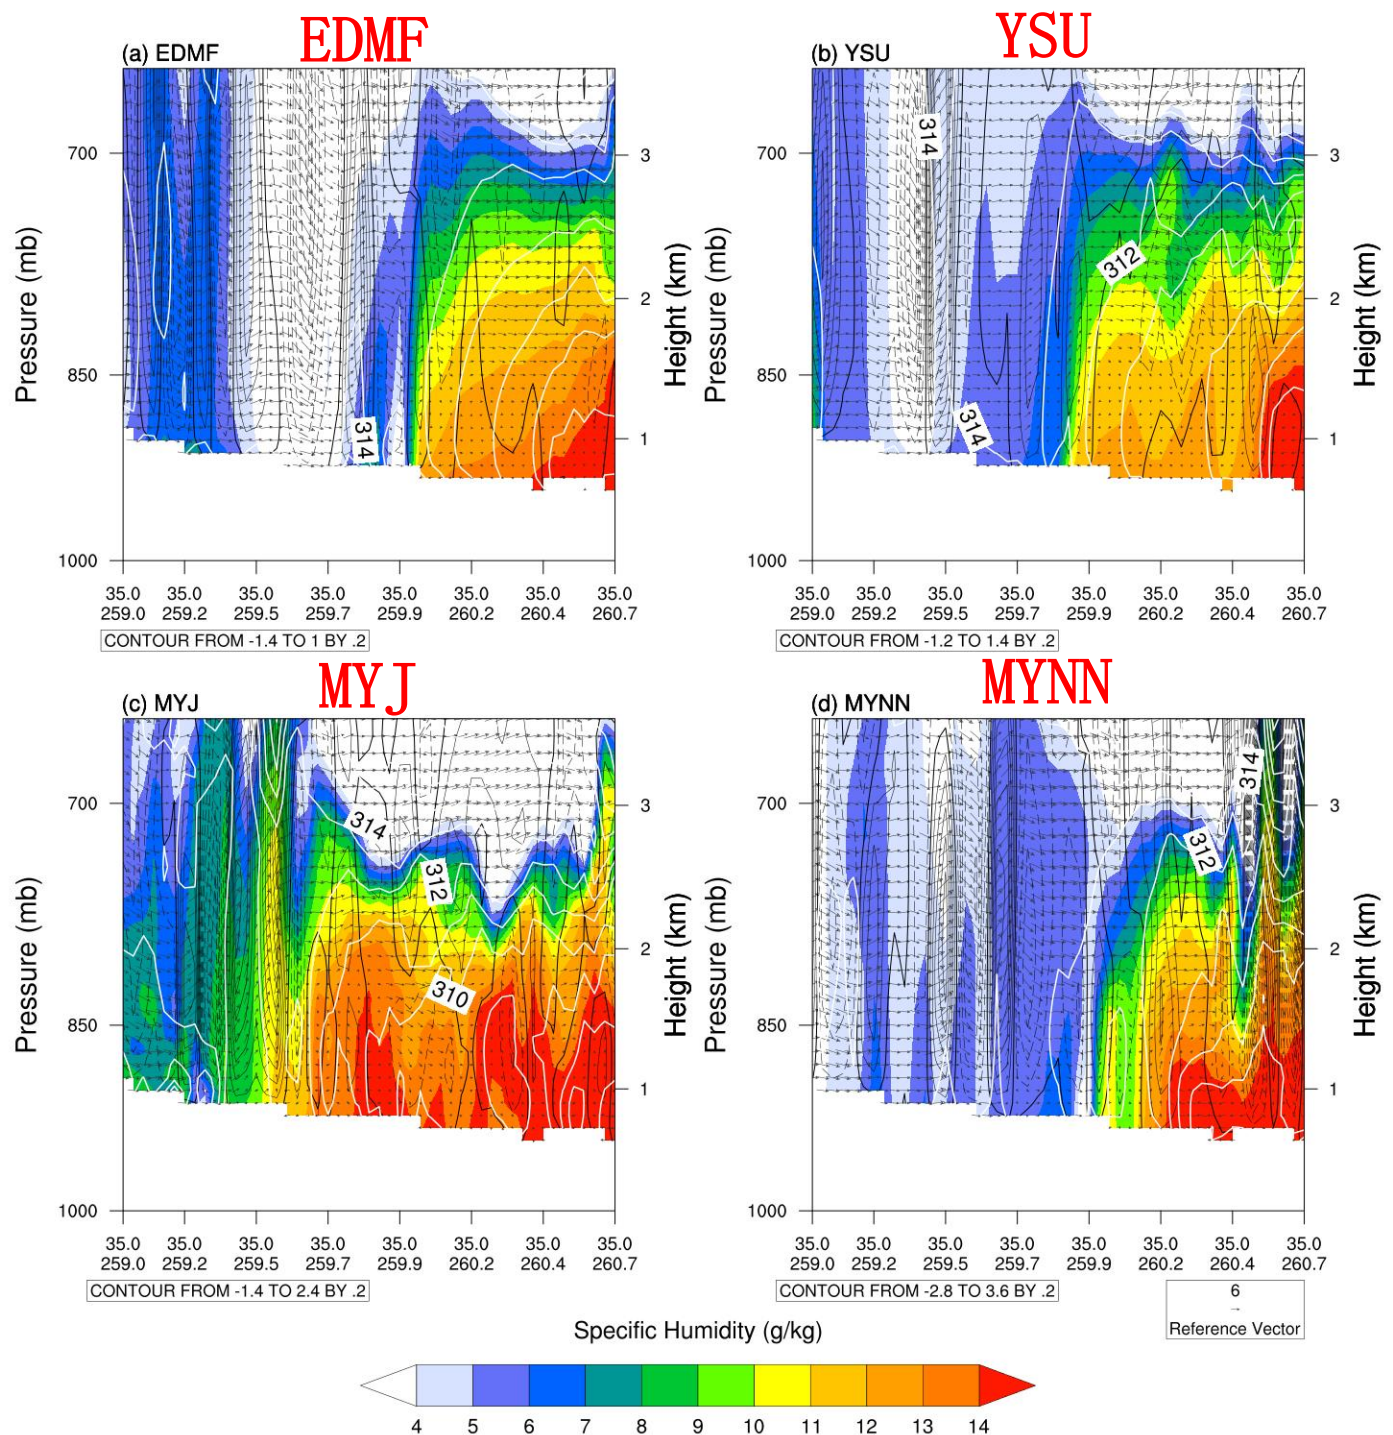 EDMF
YSU
(a) EDMF
(b) YSU
Pressure (mb)
700
850
1000
314
3
2
1
Height (km)
35.0 35.0 35.0 35.0 35.0 35.0 35.0 35.0
259.0 259.2 259.5 259.7 259.9 260.2 260.4 260.7
CONTOUR FROM -1.4 TO 1 BY .2
Pressure (mb)
700
850
1000
314
312
314
3
2
1
Height (km)
35.0 35.0 35.0 35.0 35.0 35.0 35.0 35.0
259.0 259.2 259.5 259.7 259.9 260.2 260.4 260.7
CONTOUR FROM -1.2 TO 1.4 BY .2
MYJ
MYNN
(c) MYJ
(d) MYNN
Pressure (mb)
700
850
1000
314
312
310
3
2
1
Height (km)
35.0 35.0 35.0 35.0 35.0 35.0 35.0 35.0
259.0 259.2 259.5 259.7 259.9 260.2 260.4 260.7
CONTOUR FROM -1.4 TO 2.4 BY .2
Pressure (mb)
700
850
1000
314
312
3
2
1
Height (km)
35.0 35.0 35.0 35.0 35.0 35.0 35.0 35.0
259.0 259.2 259.5 259.7 259.9 260.2 260.4 260.7
CONTOUR FROM -2.8 TO 3.6 BY .2
6
Reference Vector
Specific Humidity (g/kg)
4 5 6 7 8 9 10 11 12 13 14